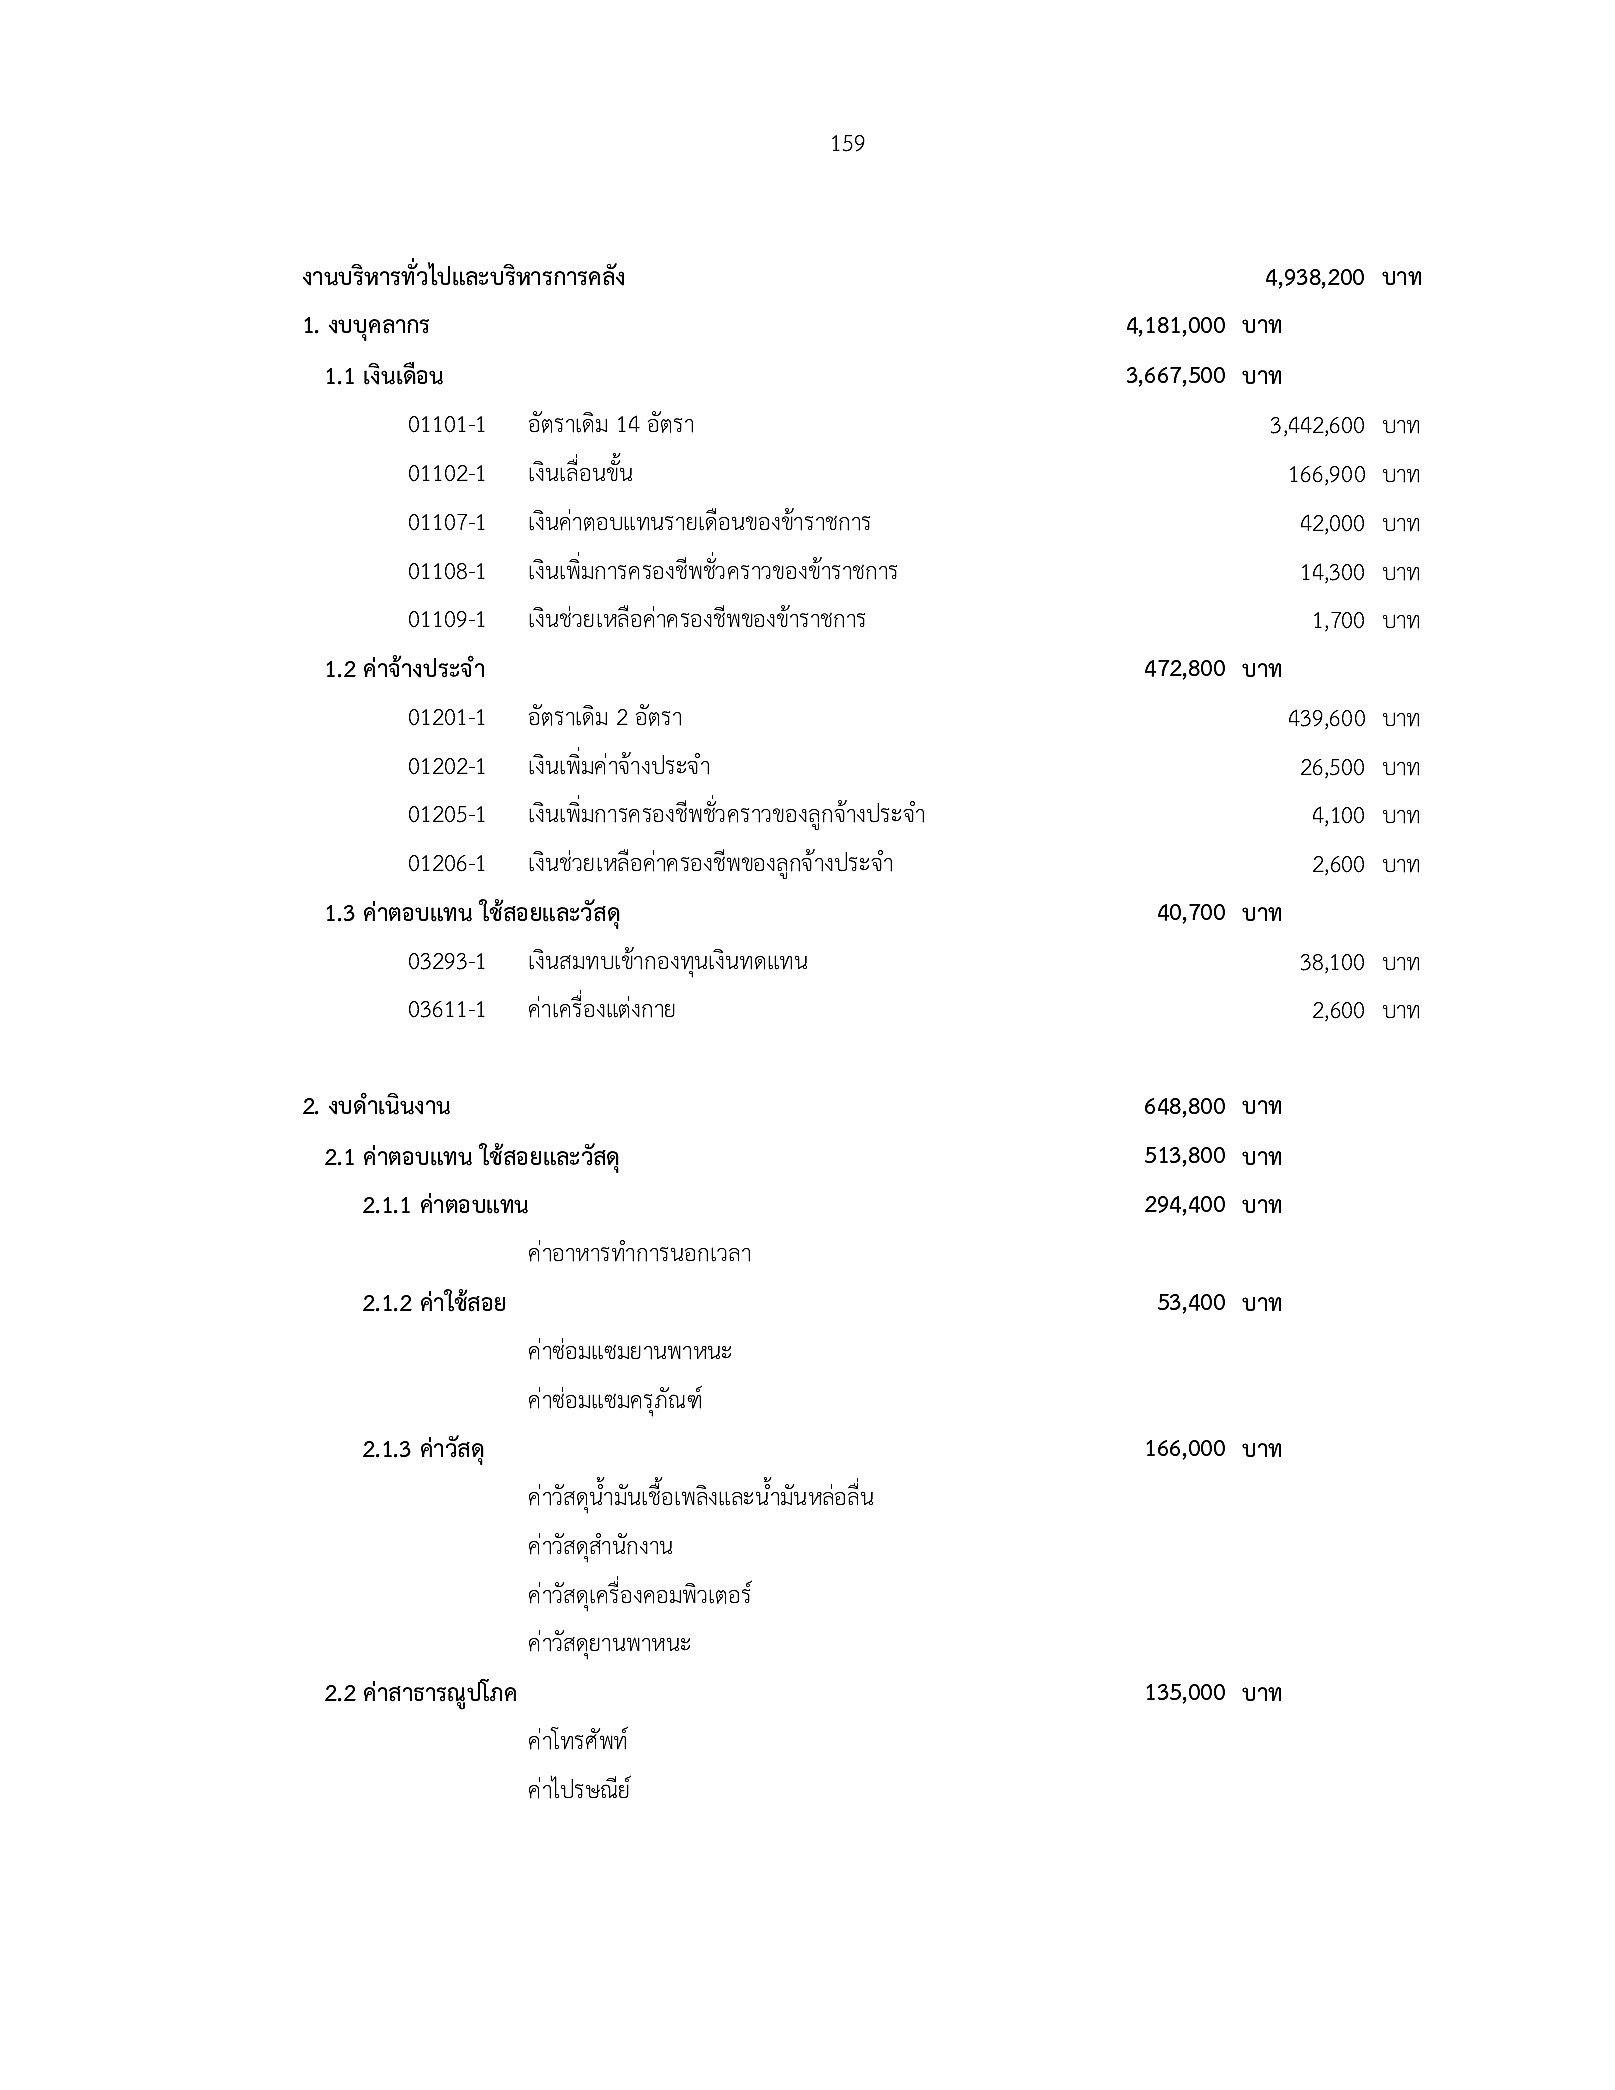 159
งานบริหารทั่วไปและบริหารการคลัง 4,938,200 บาท
1. งบบุคลากร 4,181,000 บาท
1.1 เงินเดือน 3,667,500 บาท
01101-1 อัตราเดิม 14 อัตรา 3,442,600 บาท
01102-1 เงินเลื่อนขั้น 166,900 บาท
01107-1 เงินค่าตอบแทนรายเดือนของข้าราชการ 42,000 บาท
01108-1 เงินเพิ่มการครองชีพชั่วคราวของข้าราชการ 14,300 บาท
01109-1 เงินช่วยเหลือค่าครองชีพของข้าราชการ 1,700 บาท
1.2 ค่าจ้างประจำ 472,800 บาท
01201-1 อัตราเดิม 2 อัตรา 439,600 บาท
01202-1 เงินเพิ่มค่าจ้างประจำ 26,500 บาท
01205-1 เงินเพิ่มการครองชีพชั่วคราวของลูกจ้างประจำ 4,100 บาท
01206-1 เงินช่วยเหลือค่าครองชีพของลูกจ้างประจำ 2,600 บาท
1.3 ค่าตอบแทน ใช้สอยและวัสดุ 40,700 บาท
03293-1 เงินสมทบเข้ากองทุนเงินทดแทน 38,100 บาท
03611-1 ค่าเครื่องแต่งกาย 2,600 บาท
2. งบดำเนินงาน 648,800 บาท
2.1 ค่าตอบแทน ใช้สอยและวัสดุ 513,800 บาท
2.1.1 ค่าตอบแทน 294,400 บาท
ค่าอาหารทำการนอกเวลา
2.1.2 ค่าใช้สอย 53,400 บาท
ค่าซ่อมแซมยานพาหนะ
ค่าซ่อมแซมครุภัณฑ์
2.1.3 ค่าวัสดุ 166,000 บาท
ค่าวัสดุน้ำมันเชื้อเพลิงและน้ำมันหล่อลื่น
ค่าวัสดุสำนักงาน
ค่าวัสดุเครื่องคอมพิวเตอร์
ค่าวัสดุยานพาหนะ
2.2 ค่าสาธารณูปโภค 135,000 บาท
ค่าโทรศัพท์
ค่าไปรษณีย์